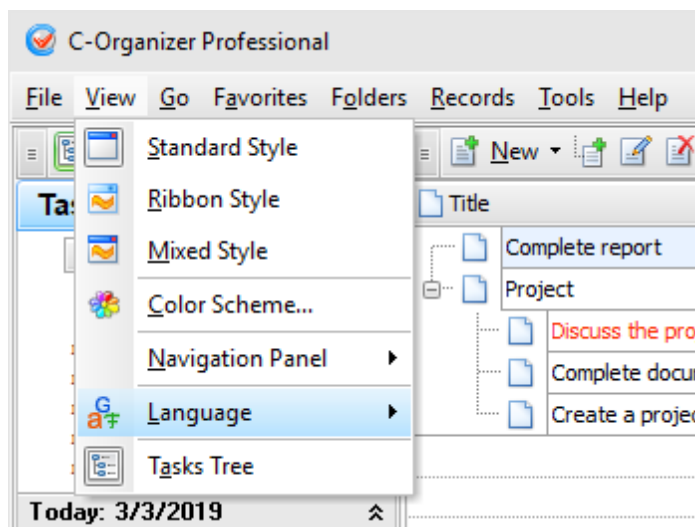 C-Organizer Professional
File View Go Favorites Folders Records Tools Help
New
Standard Style
Ribbon Style
Mixed Style
Color Scheme...
Navigation Panel
Language
Tasks Tree
Today: 3/3/2019
Title
Complete report
Project
Discuss the pro
Complete docu
Create a projec